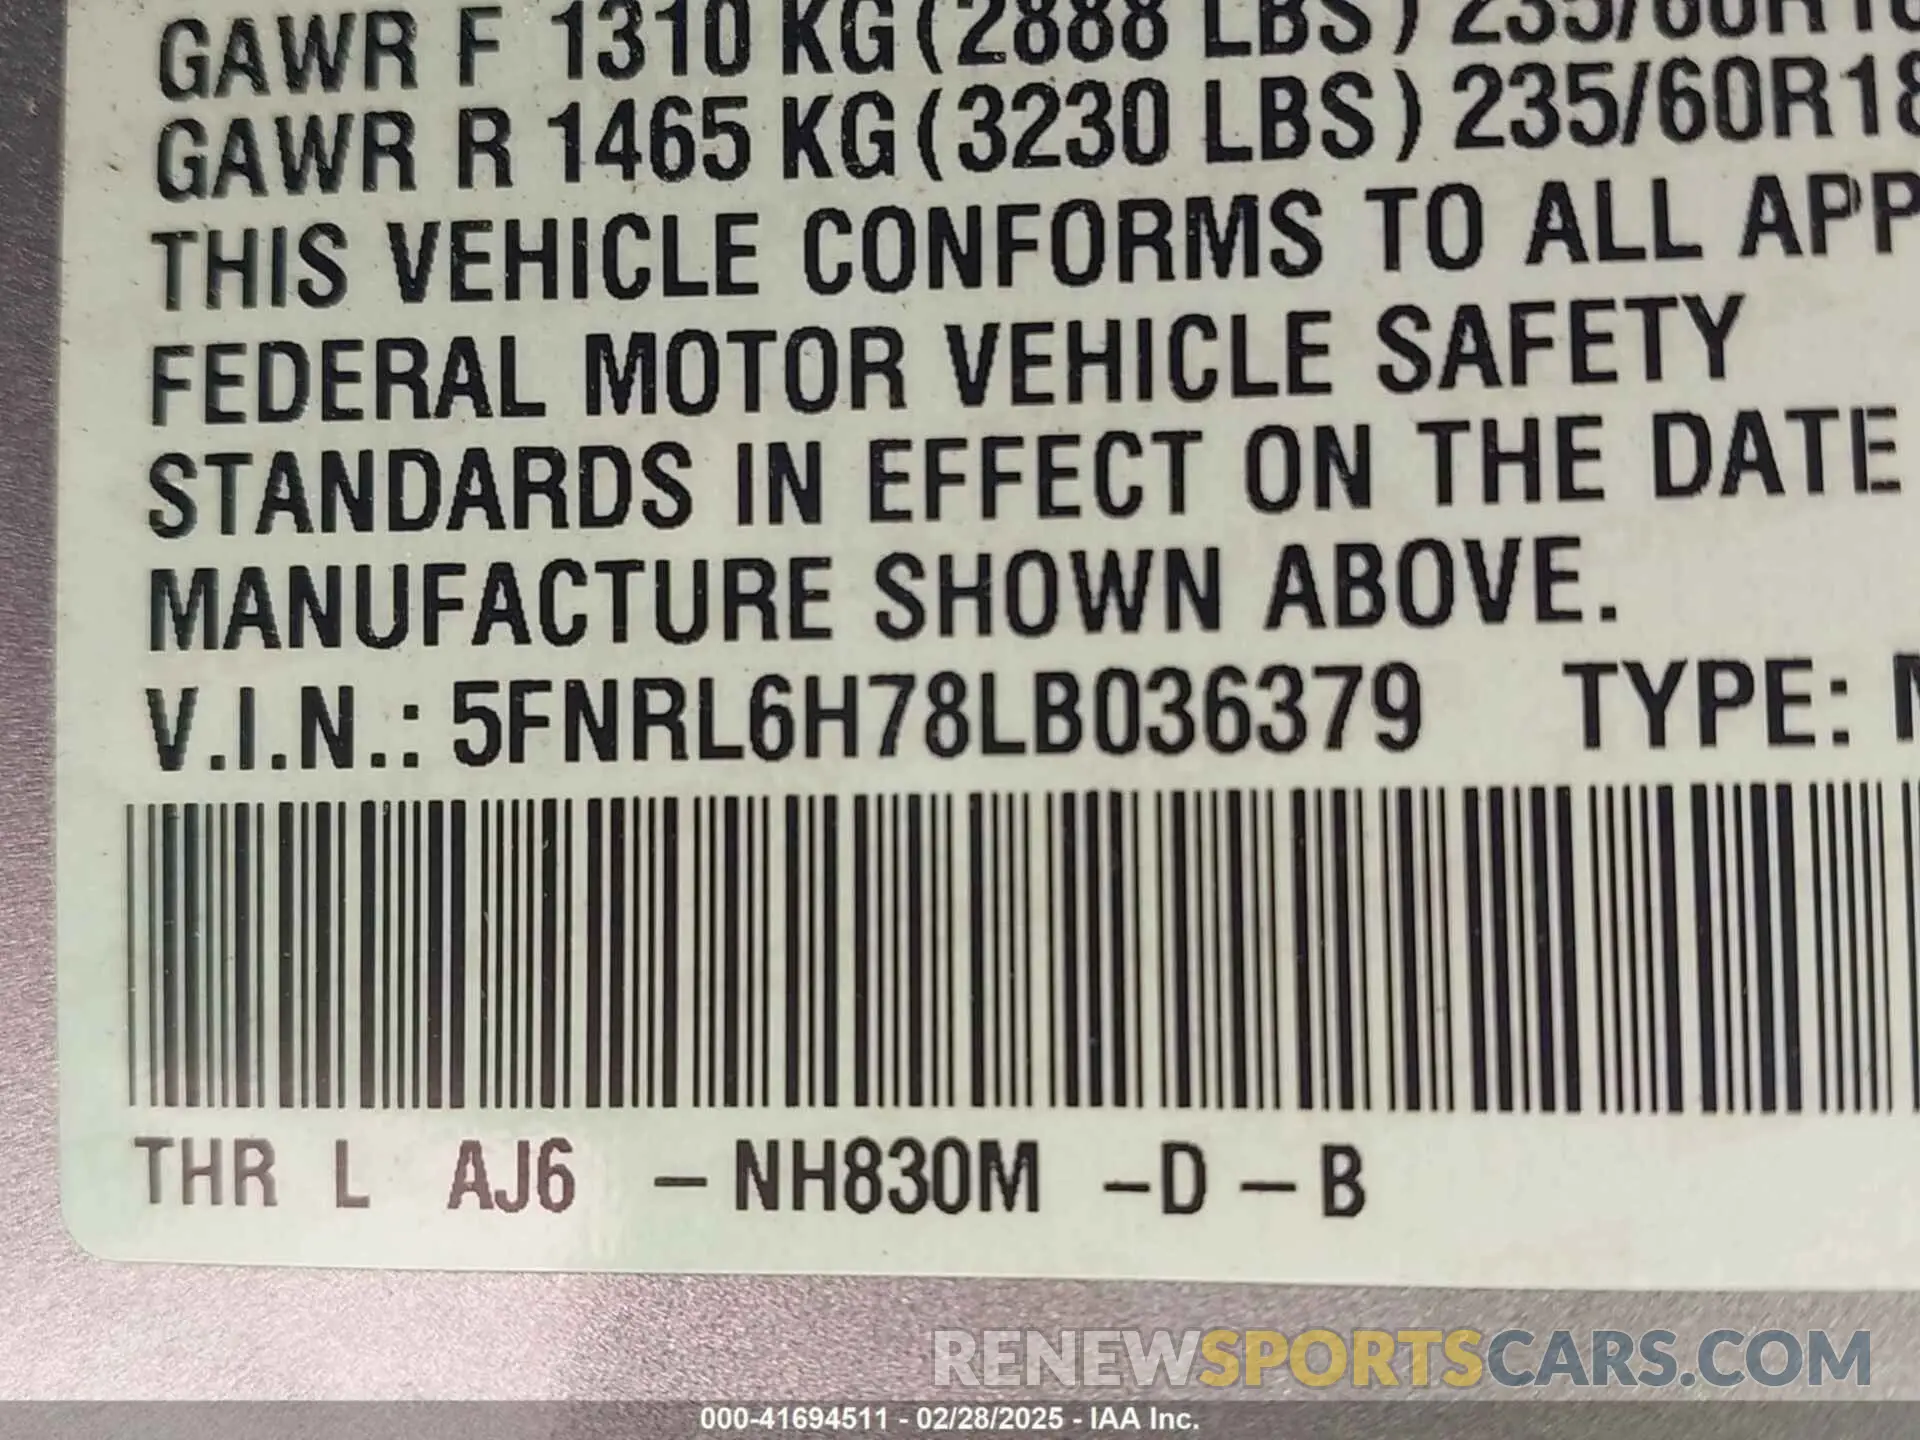 GAWR F 1310 KG (2888 LBS) 235/60R18
GAWR R 1465 KG (3230 LBS) 235/60R18
THIS VEHICLE CONFORMS TO ALL APP
FEDERAL MOTOR VEHICLE SAFETY
STANDARDS IN EFFECT ON THE DATE
MANUFACTURE SHOWN ABOVE.
V.I.N.: 5FNRL6H78LB036379 TYPE:
THR L AJ6 -NH830M -D-B
RENEWSPORTSCARS.COM
000-41694511 - 02/28/2025 - IAA Inc.